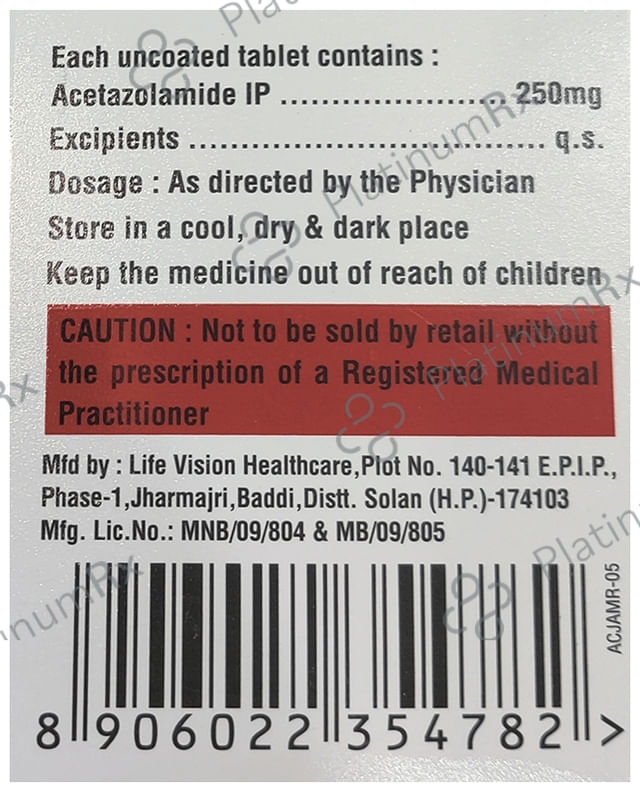 Each uncoated tablet contains :
Acetazolamide IP ...................... 250mg
Excipients ................................... q.s.
Dosage : As directed by the Physician
Store in a cool, dry & dark place
Keep the medicine out of reach of children
CAUTION : Not to be sold by retail without
the prescription of a Registered Medical
Practitioner
Mfd by : Life Vision Healthcare,Plot No. 140-141 E.P.I.P.,
Phase-1,Jharmajri,Baddi,Distt. Solan (H.P.)-174103
Mfg. Lic.No.: MNB/09/804 & MB/09/805
ACJAMR-05
8 906022 354782 >
PlatinumRx
PlatinumRx
PlatinumRx